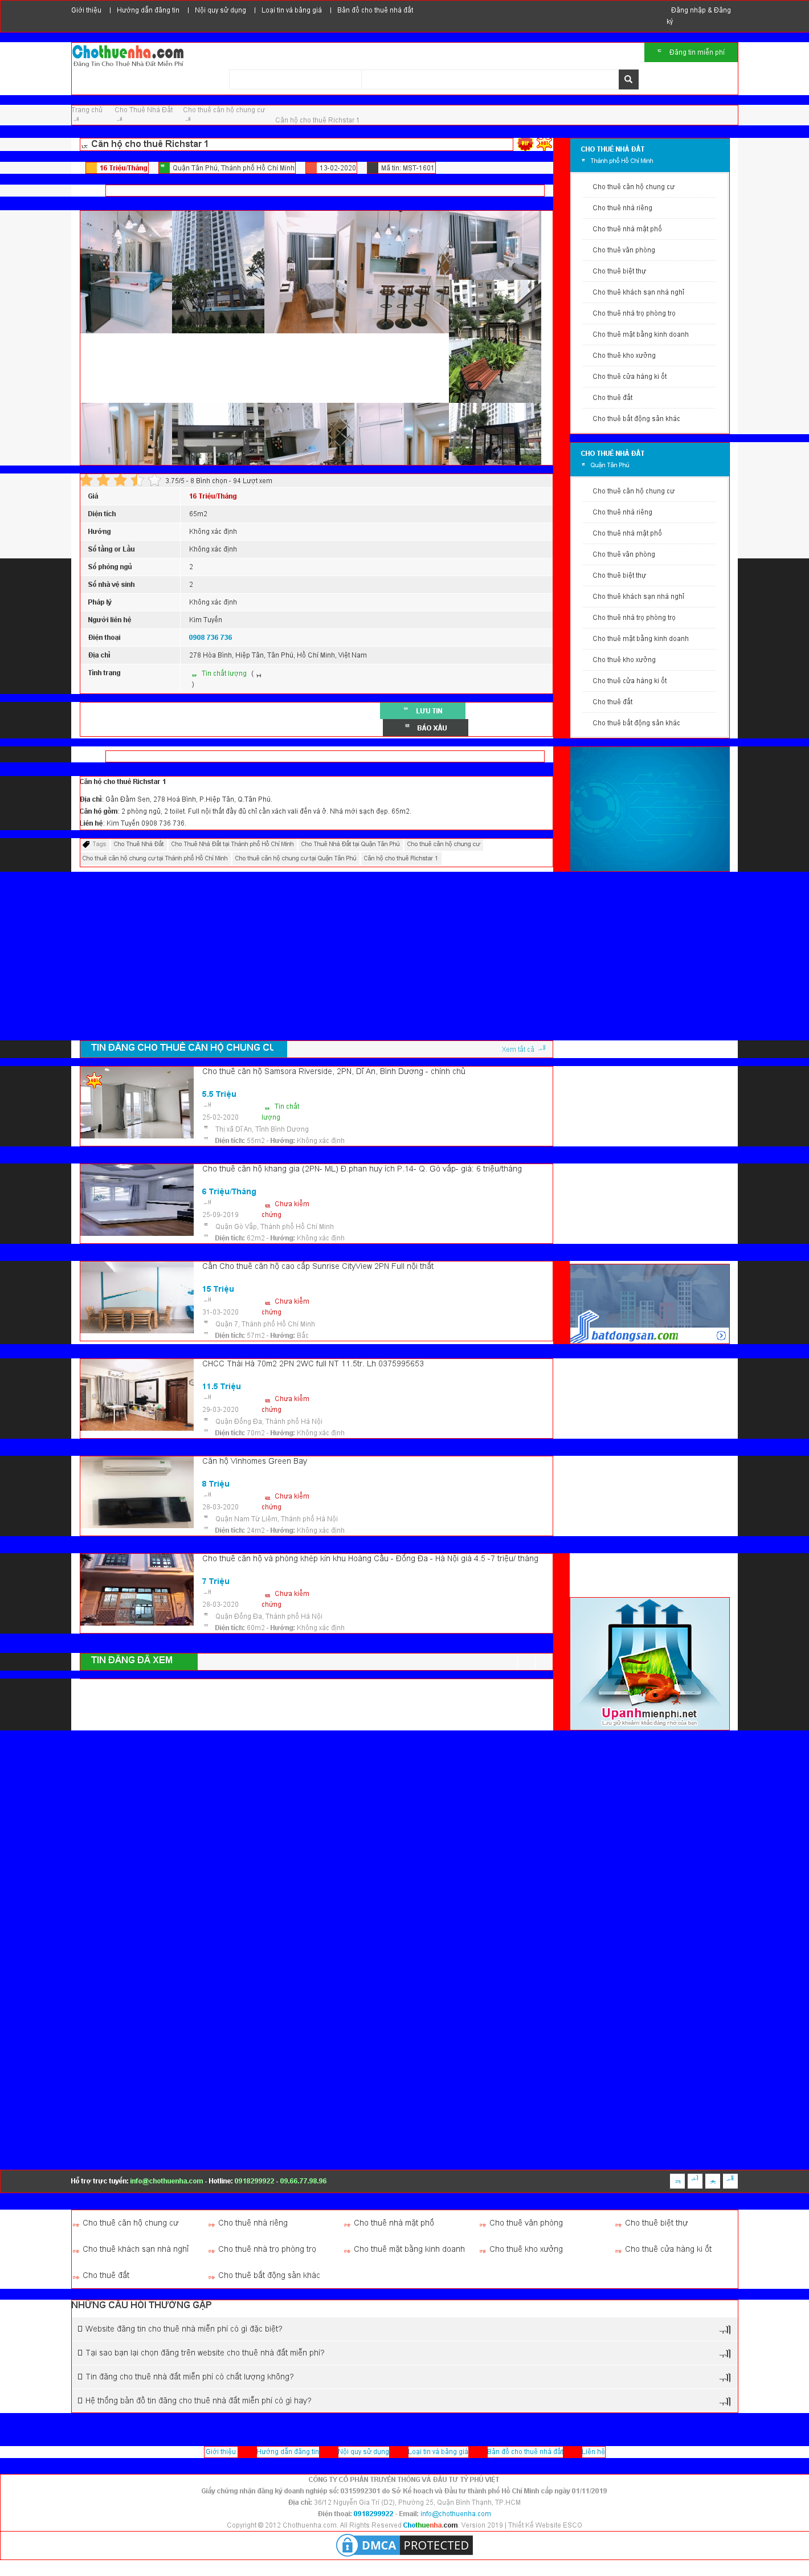 Giới thiệu | Hướng dẫn đăng tin | Nội quy sử dụng | Loại tin và bảng giá | Bản đồ cho thuê nhà đất
Đăng nhập & Đăng ký
Chothuenha.com
Đăng Tin Cho Thuê Nhà Đất Miễn Phí
Đăng tin miễn phí
Trang chủ
Cho Thuê Nhà Đất
Cho thuê căn hộ chung cư
Căn hộ cho thuê Richstar 1
Căn hộ cho thuê Richstar 1
16 Triệu/Tháng
Quận Tân Phú, Thành phố Hồ Chí Minh
13-02-2020
Mã tin: MST-1601
3.75/5 - 8 Bình chọn - 94 Lượt xem
Giá 16 Triệu/Tháng
Diện tích 65m2
Hướng Không xác định
Số tầng or Lầu Không xác định
Số phòng ngủ 2
Số nhà vệ sinh 2
Pháp lý Không xác định
Người liên hệ Kim Tuyền
Điện thoại 0908 736 736
Địa chỉ 278 Hòa Bình, Hiệp Tân, Tân Phú, Hồ Chí Minh, Việt Nam
Tình trạng Tin chất lượng ( )
LƯU TIN
BÁO XẤU
Căn hộ cho thuê Richstar 1
Địa chỉ: Gần Đầm Sen, 278 Hoà Bình, P.Hiệp Tân, Q.Tân Phú.
Căn hộ gồm: 2 phòng ngủ, 2 toilet. Full nội thất đầy đủ chỉ cần xách vali đến và ở. Nhà mới sạch đẹp, 65m2.
Liên hệ: Kim Tuyền 0908 736 736.
Tags Cho Thuê Nhà Đất Cho Thuê Nhà Đất tại Thành phố Hồ Chí Minh Cho Thuê Nhà Đất tại Quận Tân Phú Cho thuê căn hộ chung cư
Cho thuê căn hộ chung cư tại Thành phố Hồ Chí Minh Cho thuê căn hộ chung cư tại Quận Tân Phú Căn hộ cho thuê Richstar 1
CHO THUÊ NHÀ ĐẤT
Thành phố Hồ Chí Minh
Cho thuê căn hộ chung cư
Cho thuê nhà riêng
Cho thuê nhà mặt phố
Cho thuê văn phòng
Cho thuê biệt thự
Cho thuê khách sạn nhà nghỉ
Cho thuê nhà trọ phòng trọ
Cho thuê mặt bằng kinh doanh
Cho thuê kho xưởng
Cho thuê cửa hàng ki ốt
Cho thuê đất
Cho thuê bất động sản khác
CHO THUÊ NHÀ ĐẤT
Quận Tân Phú
Cho thuê căn hộ chung cư
Cho thuê nhà riêng
Cho thuê nhà mặt phố
Cho thuê văn phòng
Cho thuê biệt thự
Cho thuê khách sạn nhà nghỉ
Cho thuê nhà trọ phòng trọ
Cho thuê mặt bằng kinh doanh
Cho thuê kho xưởng
Cho thuê cửa hàng ki ốt
Cho thuê đất
Cho thuê bất động sản khác
TIN ĐĂNG CHO THUÊ CĂN HỘ CHUNG CƯ
Xem tất cả
Cho thuê căn hộ Samsora Riverside, 2PN, Dĩ An, Bình Dương - chính chủ
5.5 Triệu
25-02-2020
Tin chất lượng
Thị xã Dĩ An, Tỉnh Bình Dương
Diện tích: 55m2 - Hướng: Không xác định
Cho thuê căn hộ khang gia (2PN- ML) Đ.phan huy ích P.14- Q. Gò vấp- giá: 6 triệu/tháng
6 Triệu/Tháng
25-09-2019
Chưa kiểm chứng
Quận Gò Vấp, Thành phố Hồ Chí Minh
Diện tích: 62m2 - Hướng: Không xác định
Cần Cho thuê căn hộ cao cấp Sunrise CityView 2PN Full nội thất
15 Triệu
31-03-2020
Chưa kiểm chứng
Quận 7, Thành phố Hồ Chí Minh
Diện tích: 57m2 - Hướng: Bắc
batdongsan.com
CHCC Thái Hà 70m2 2PN 2WC full NT 11.5tr. Lh 0375995653
11.5 Triệu
29-03-2020
Chưa kiểm chứng
Quận Đống Đa, Thành phố Hà Nội
Diện tích: 70m2 - Hướng: Không xác định
Căn hộ Vinhomes Green Bay
8 Triệu
28-03-2020
Chưa kiểm chứng
Quận Nam Từ Liêm, Thành phố Hà Nội
Diện tích: 24m2 - Hướng: Không xác định
Cho thuê căn hộ và phòng khép kín khu Hoàng Cầu - Đống Đa - Hà Nội giá 4.5 -7 triệu/ tháng
7 Triệu
28-03-2020
Chưa kiểm chứng
Quận Đống Đa, Thành phố Hà Nội
Diện tích: 60m2 - Hướng: Không xác định
Upanhmienphi.net
Lưu giữ khoảnh khắc đáng nhớ của bạn
TIN ĐĂNG ĐÃ XEM
Hỗ trợ trực tuyến: info@chothuenha.com - Hotline: 0918299922 - 09.66.77.98.96
Cho thuê căn hộ chung cư
Cho thuê nhà riêng
Cho thuê nhà mặt phố
Cho thuê văn phòng
Cho thuê biệt thự
Cho thuê khách sạn nhà nghỉ
Cho thuê nhà trọ phòng trọ
Cho thuê mặt bằng kinh doanh
Cho thuê kho xưởng
Cho thuê cửa hàng ki ốt
Cho thuê đất
Cho thuê bất động sản khác
NHỮNG CÂU HỎI THƯỜNG GẶP
Website đăng tin cho thuê nhà miễn phí có gì đặc biệt?
Tại sao bạn lại chọn đăng trên website cho thuê nhà đất miễn phí?
Tin đăng cho thuê nhà đất miễn phí có chất lượng không?
Hệ thống bản đồ tin đăng cho thuê nhà đất miễn phí có gì hay?
Giới thiệu Hướng dẫn đăng tin Nội quy sử dụng Loại tin và bảng giá Bản đồ cho thuê nhà đất Liên hệ
CÔNG TY CỔ PHẦN TRUYỀN THÔNG VÀ ĐẦU TƯ TY PHÚ VIỆT
Giấy chứng nhận đăng ký doanh nghiệp số: 0315992301 do Sở Kế hoạch và Đầu tư thành phố Hồ Chí Minh cấp ngày 01/11/2019
Địa chỉ: 36/12 Nguyễn Gia Trí (D2), Phường 25, Quận Bình Thạnh, TP.HCM
Điện thoại: 0918299922 - Email: info@chothuenha.com
Copyright © 2012 Chothuenha.com. All Rights Reserved Chothuenha.com. Version 2019 | Thiết Kế Website ESCO
DMCA PROTECTED